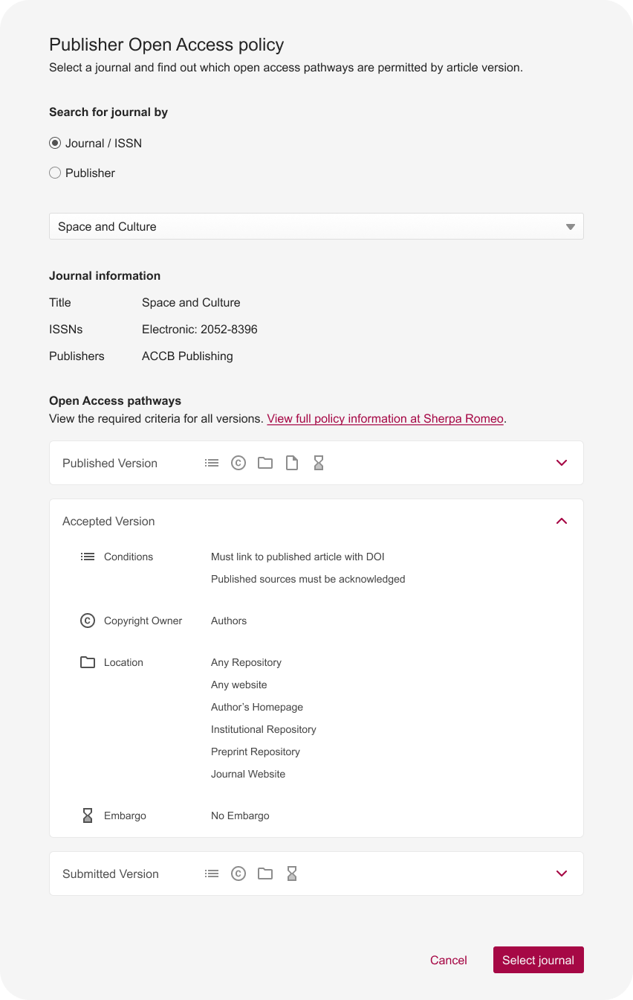 Publisher Open Access policy
Select a journal and find out which open access pathways are permitted by article version.
Search for journal by
Journal / ISSN
Publisher
Space and Culture
Journal information
Title Space and Culture
ISSNs Electronic: 2052-8396
Publishers ACCB Publishing
Open Access pathways
View the required criteria for all versions. View full policy information at Sherpa Romeo.
Published Version ©
Accepted Version
Conditions Must link to published article with DOI
Published sources must be acknowledged
© Copyright Owner Authors
Location Any Repository
Any website
Author’s Homepage
Institutional Repository
Preprint Repository
Journal Website
Embargo No Embargo
Submitted Version ©
Cancel Select journal